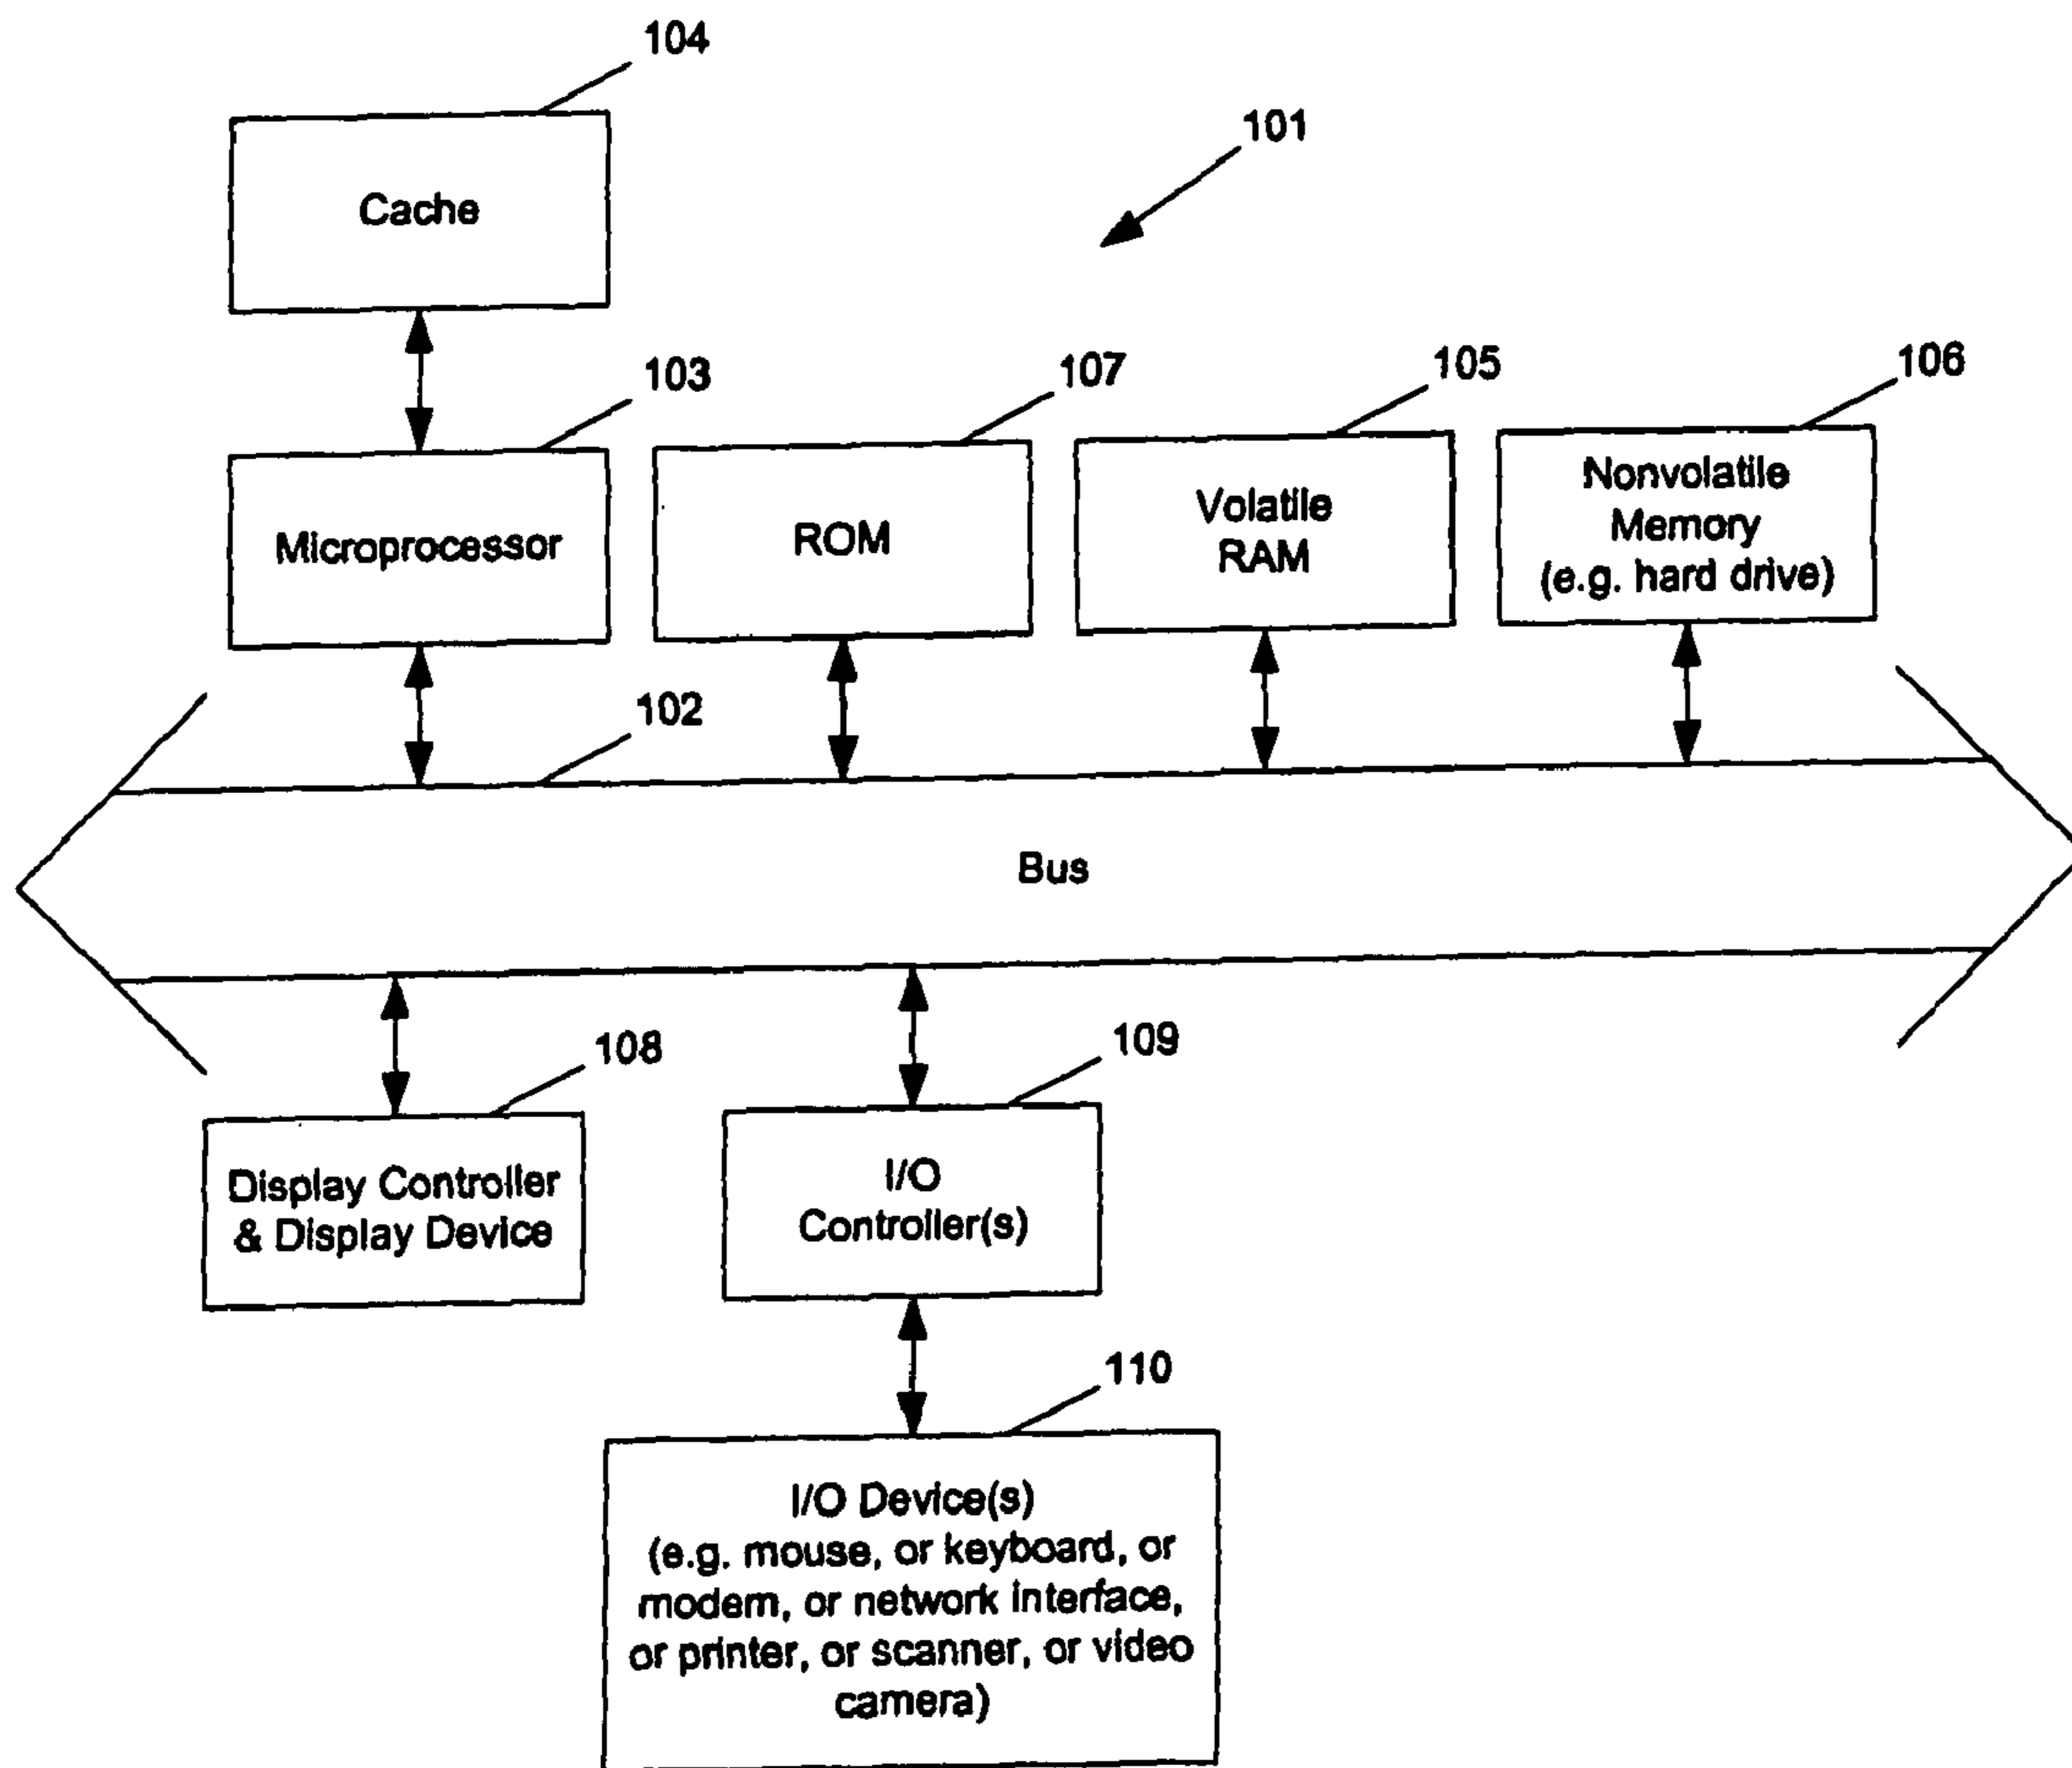 104
101
Cache
103
107
105
106
Microprocessor
ROM
Volatile
RAM
Nonvolatile
Memory
(e.g. hard drive)
102
Bus
108
109
Display Controller
& Display Device
I/O
Controller(s)
110
I/O Device(s)
(e.g. mouse, or keyboard, or
modem, or network interface,
or printer, or scanner, or video
camera)